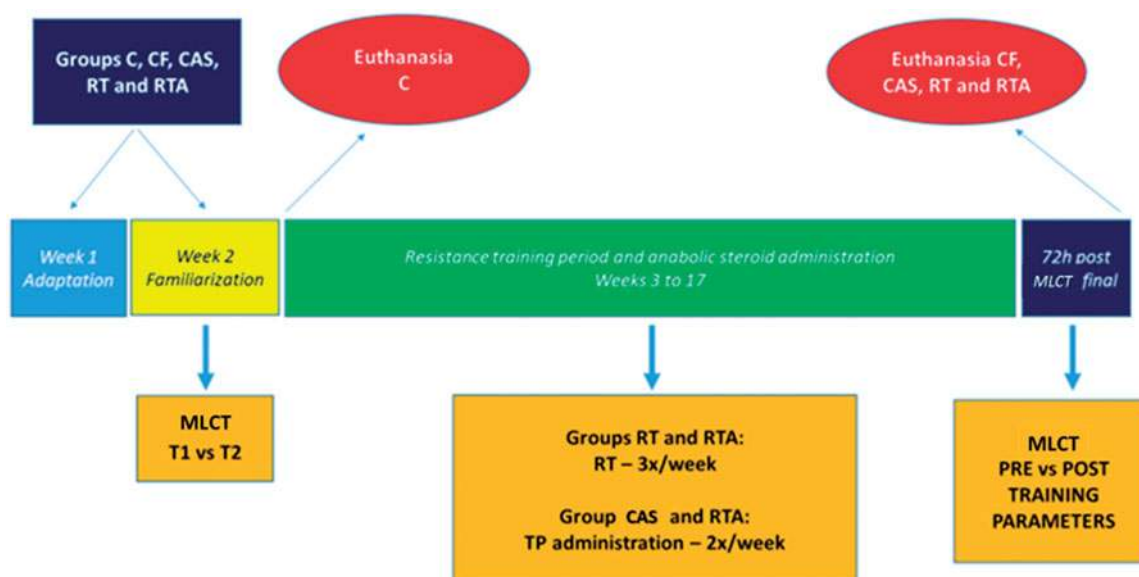 Groups C, CF, CAS,
RT and RTA
Euthanasia
C
Euthanasia CF,
CAS, RT and RTA
Week 1
Adaptation
Week 2
Familiarization
Resistance training period and anabolic steroid administration
Weeks 3 to 17
72h post
MLCT final
MLCT
T1 vs T2
Groups RT and RTA:
RT – 3x/week
Group CAS and RTA:
TP administration – 2x/week
MLCT
PRE vs POST
TRAINING
PARAMETERS